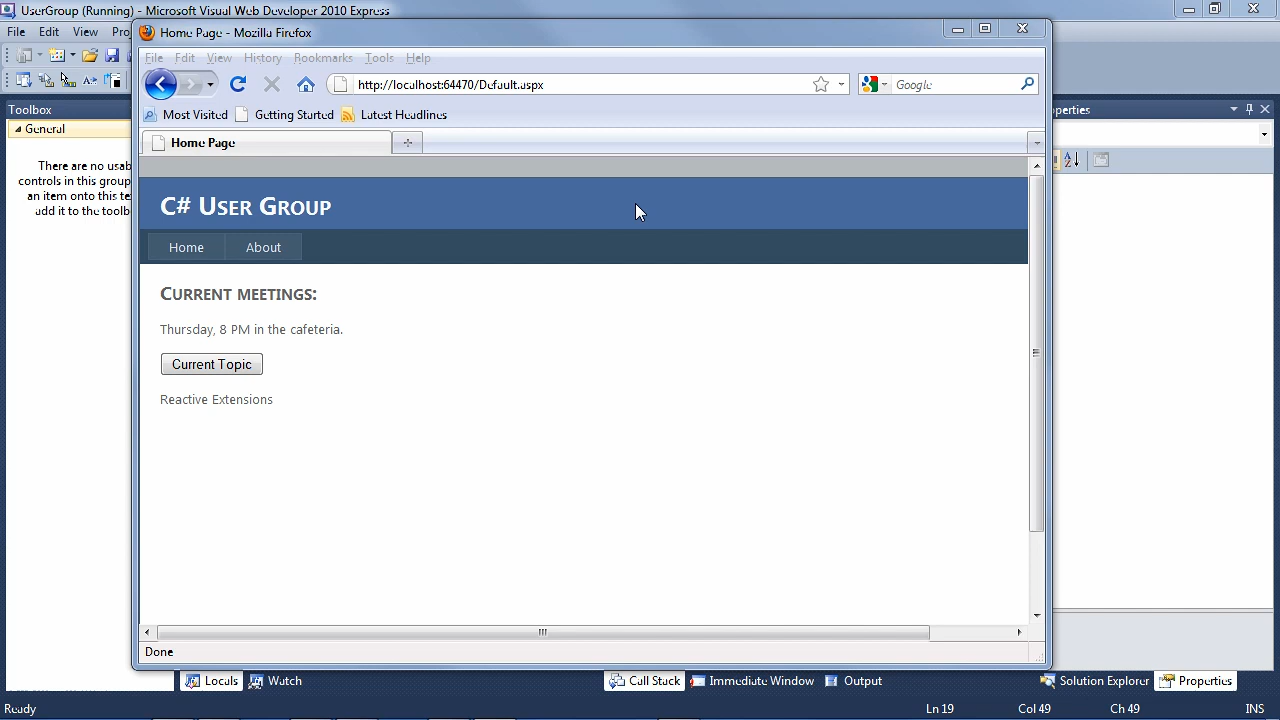 UserGroup (Running) - Microsoft Visual Web Developer 2010 Express
Home Page - Mozilla Firefox
File Edit View
File Edit View History Bookmarks Tools Help
http://localhost:64470/Default.aspx
Google
Most Visited Getting Started Latest Headlines
Toolbox
General
Home Page
There are no
controls in this group
an item onto this
add it to the
C# User Group
Home About
Current meetings:
Thursday, 8 PM in the cafeteria.
Current Topic
Reactive Extensions
Done
Locals Watch Call Stack Immediate Window Output Solution Explorer Properties
Ready Ln 19 Col 49 Ch 49 INS